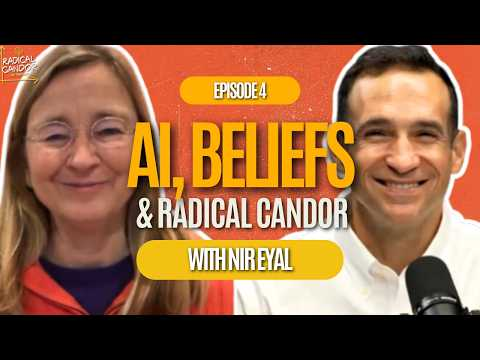 RADICAL
CANDOR
EPISODE 4
AI, BELIEFS
& RADICAL CANDOR
WITH NIR EYAL